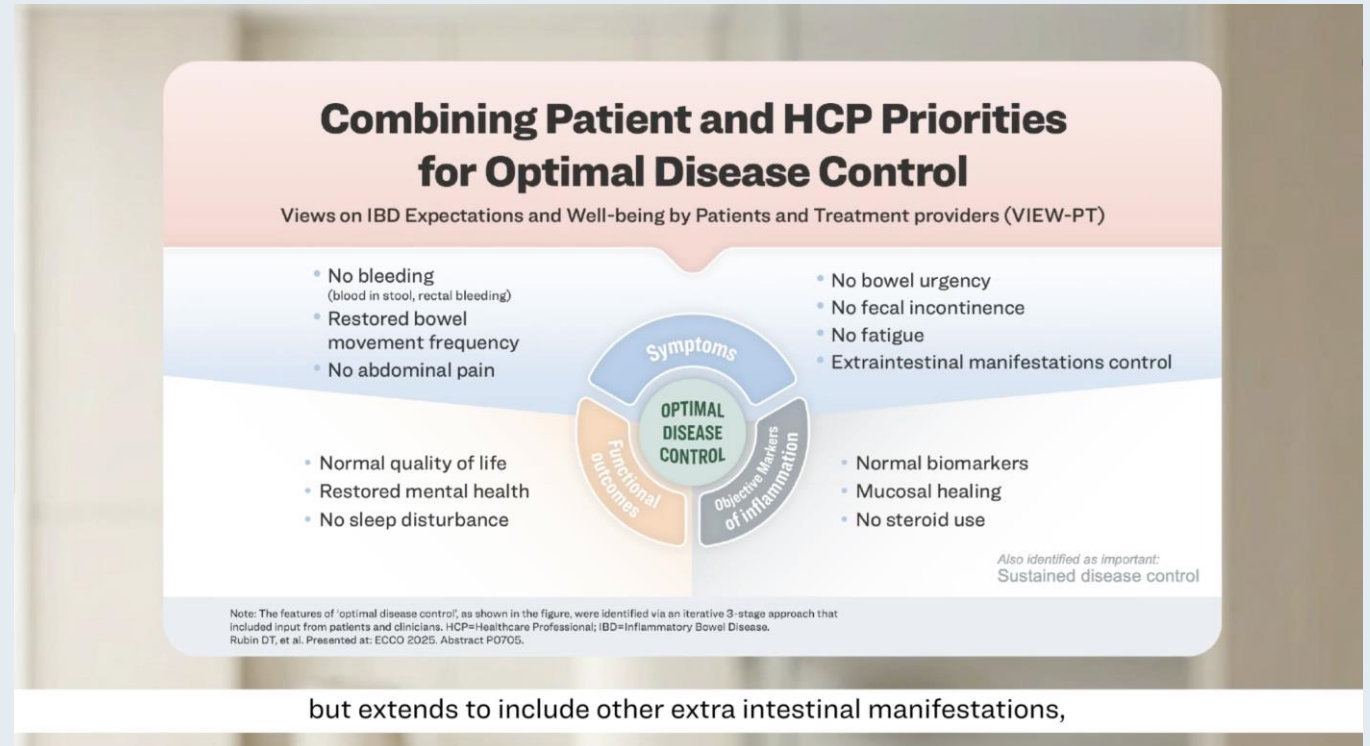 Combining Patient and HCP Priorities
for Optimal Disease Control
Views on IBD Expectations and Well-being by Patients and Treatment providers (VIEW-PT)
No bleeding
(blood in stool, rectal bleeding)
Restored bowel
movement frequency
No abdominal pain
No bowel urgency
No fecal incontinence
No fatigue
Extraintestinal manifestations control
Symptoms
OPTIMAL
DISEASE
CONTROL
Functional
outcomes
Objective Markers
of inflammation
Normal quality of life
Restored mental health
No sleep disturbance
Normal biomarkers
Mucosal healing
No steroid use
Also identified as important:
Sustained disease control
Note: The features of 'optimal disease control', as shown in the figure, were identified via an iterative 3-stage approach that
included input from patients and clinicians. HCP=Healthcare Professional; IBD=Inflammatory Bowel Disease.
Rubin DT, et al. Presented at: ECCO 2025. Abstract P0705.
but extends to include other extra intestinal manifestations,